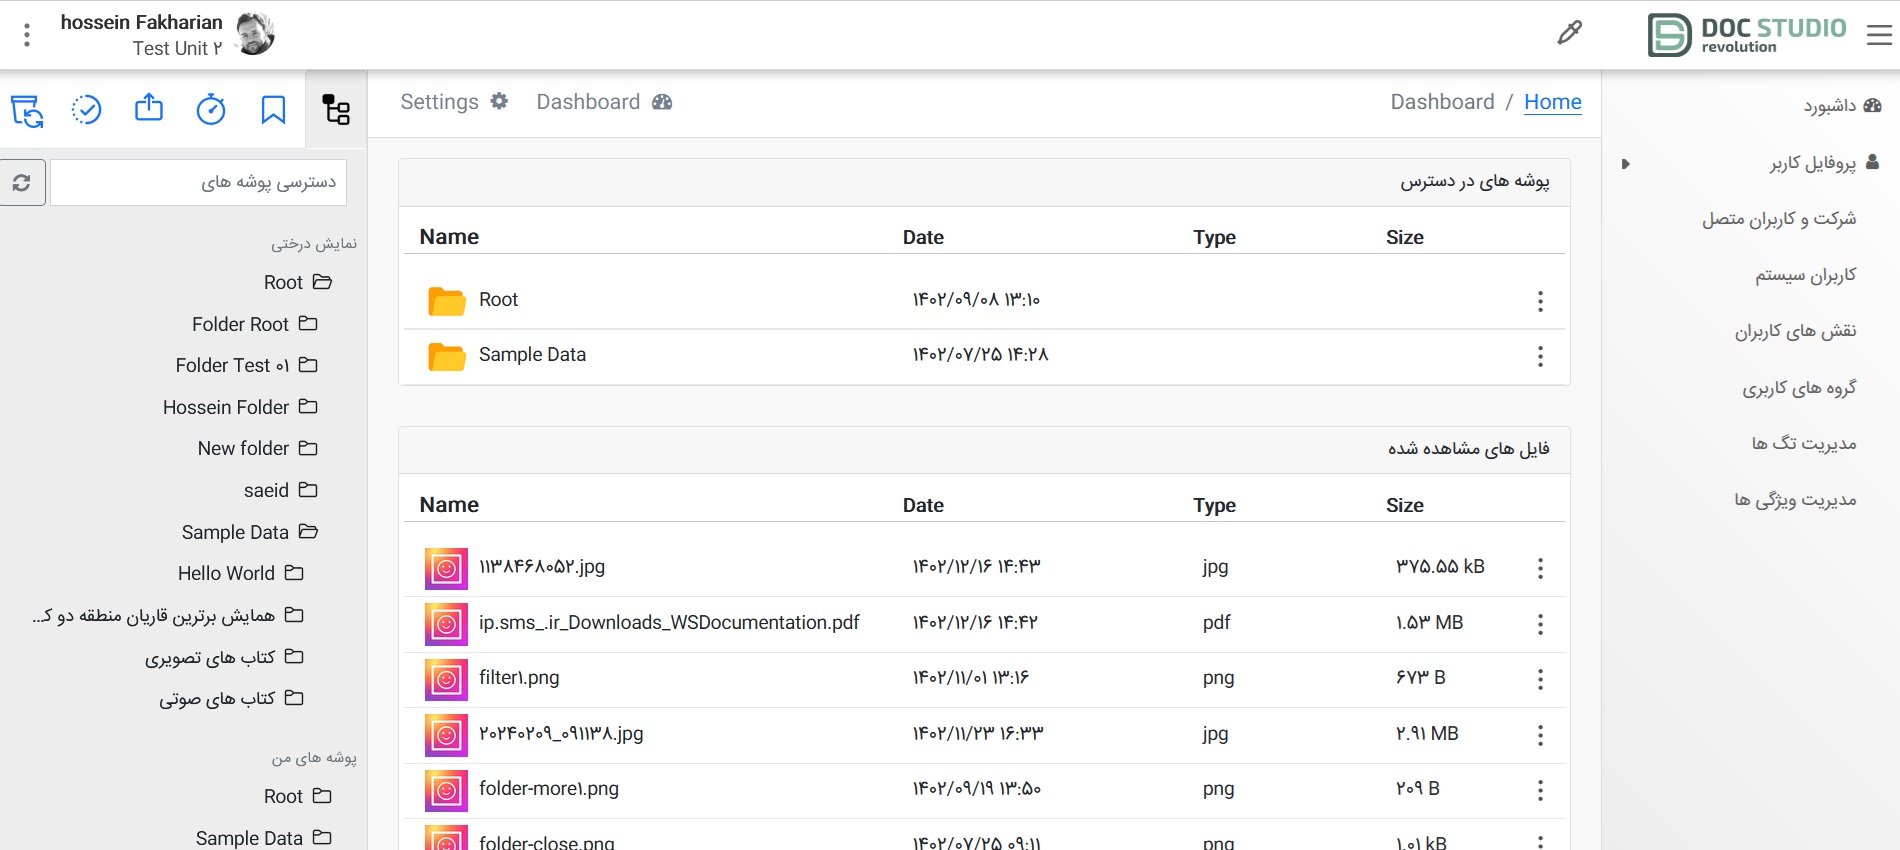 hossein Fakharian
Test Unit ۲
DOC STUDIO
revolution
Settings
Dashboard
Dashboard / Home
داشبورد
پروفایل کاربر
شرکت و کاربران متصل
کاربران سیستم
نقش های کاربران
گروه های کاربری
مدیریت تگ ها
مدیریت ویژگی ها
دسترسی پوشه های
نمایش درختی
Root
Folder Root
Folder Test ۰۱
Hossein Folder
New folder
saeid
Sample Data
Hello World
همایش برترین قاریان منطقه دو ک...
کتاب های تصویری
کتاب های صوتی
پوشه های من
Root
Sample Data
پوشه های در دسترس
Name Date Type Size
Root ۱۴۰۲/۰۹/۰۸ ۱۳:۱۰
Sample Data ۱۴۰۲/۰۷/۲۵ ۱۴:۲۸
فایل های مشاهده شده
Name Date Type Size
۱۱۳۸۴۶۸۰۵۲.jpg ۱۴۰۲/۱۲/۱۶ ۱۴:۴۳ jpg ۳۷۵.۵۵ kB
ip.sms_.ir_Downloads_WSDocumentation.pdf ۱۴۰۲/۱۲/۱۶ ۱۴:۴۲ pdf ۱.۵۳ MB
filter۱.png ۱۴۰۲/۱۱/۰۱ ۱۳:۱۶ png ۶۷۳ B
۲۰۲۴۰۲۰۹_۰۹۱۱۳۸.jpg ۱۴۰۲/۱۱/۲۳ ۱۶:۳۳ jpg ۲.۹۱ MB
folder-more۱.png ۱۴۰۲/۰۹/۱۹ ۱۳:۵۰ png ۲۰۹ B
folder-close.png ۱۴۰۲/۰۷/۲۵ ۰۹:۱۱ png ۱.۰۱ kB